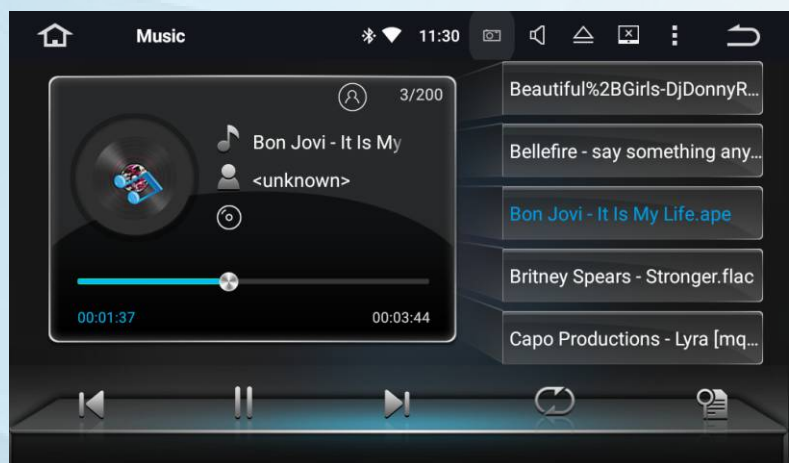 Music
11:30
3/200
Bon Jovi - It Is My
<unknown>
00:01:37
00:03:44
Beautiful%2BGirls-DjDonnyR...
Bellefire - say something any...
Bon Jovi - It Is My Life.ape
Britney Spears - Stronger.flac
Capo Productions - Lyra [mq...